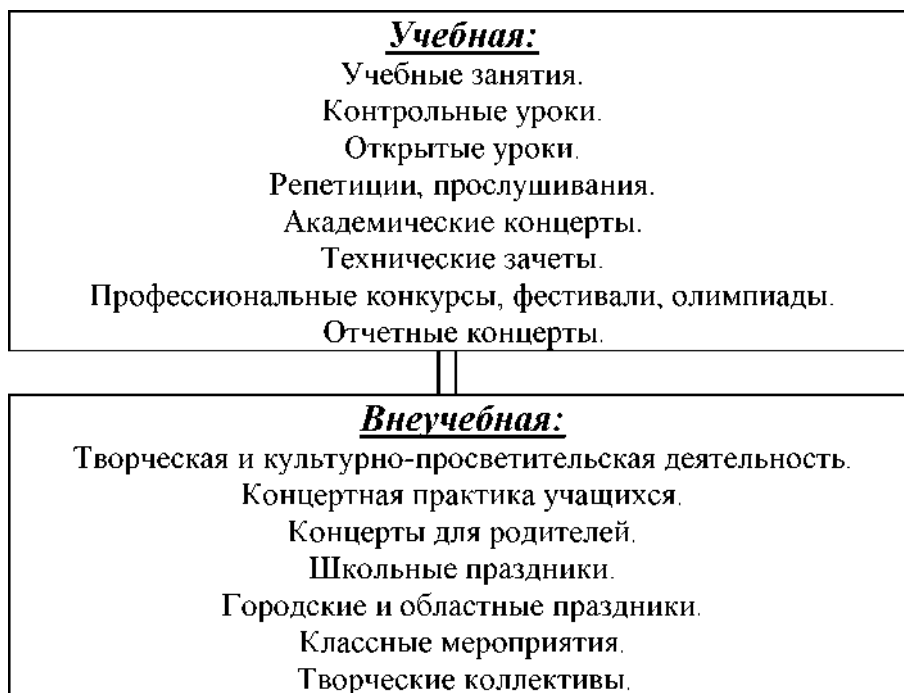 Учебная:
Учебные занятия.
Контрольные уроки.
Открытые уроки.
Репетиции, прослушивания.
Академические концерты.
Технические зачеты.
Профессиональные конкурсы, фестивали, олимпиады.
Отчетные концерты.
Внеучебная:
Творческая и культурно-просветительская деятельность.
Концертная практика учащихся.
Концерты для родителей.
Школьные праздники.
Городские и областные праздники.
Классные мероприятия.
Творческие коллективы.